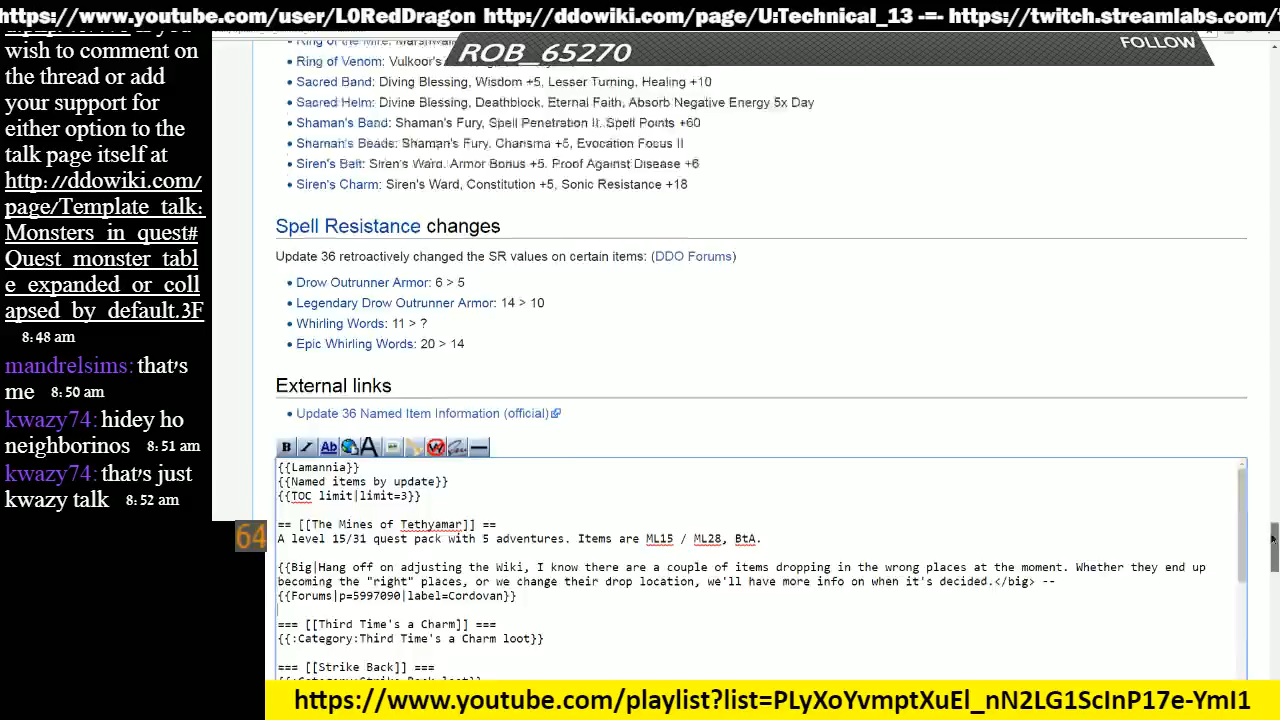 https://www.youtube.com/user/L0RedDragon http://ddowiki.com/page/U:Technical_13 -=- https://twitch.streamlabs.com/
ROB_65270
FOLLOW
wish to comment on
the thread or add
your support for
either option to the
talk page itself at
http://ddowiki.com/
page/Template_talk:
Monsters_in_quest#
Quest_monster_tabl
e_expanded_or_coll
apsed_by_default.3F
8:48 am
mandrelsims: that's
me 8:50 am
kwazy74: hidey ho
neighborinos 8:51 am
kwazy74: that's just
kwazy talk 8:52 am
Ring of Venom: Vulkoor's
Sacred Band: Diving Blessing, Wisdom +5, Lesser Turning, Healing +10
Sacred Helm: Divine Blessing, Deathblock, Eternal Faith, Absorb Negative Energy 5x Day
Shaman's Band: Shaman's Fury, Spell Penetration II, Spell Points +60
Shaman's Beads: Shaman's Fury, Charisma +5, Evocation Focus II
Siren's Belt: Siren's Ward, Armor Bonus +5, Proof Against Disease +6
Siren's Charm: Siren's Ward, Constitution +5, Sonic Resistance +18
Spell Resistance changes
Update 36 retroactively changed the SR values on certain items: (DDO Forums)
Drow Outrunner Armor: 6 > 5
Legendary Drow Outrunner Armor: 14 > 10
Whirling Words: 11 > ?
Epic Whirling Words: 20 > 14
External links
Update 36 Named Item Information (official)
B I Ab A W
{{Lamannia}}
{{Named items by update}}
{{TOC limit|limit=3}}
== [[The Mines of Tethyamar]] ==
A level 15/31 quest pack with 5 adventures. Items are ML15 / ML28, BtA.
{{Big|Hang off on adjusting the Wiki, I know there are a couple of items dropping in the wrong places at the moment. Whether they end up
becoming the "right" places, or we change their drop location, we'll have more info on when it's decided.</big> --
{{Forums|p=5997090|label=Cordovan}}
=== [[Third Time's a Charm]] ===
{{:Category:Third Time's a Charm loot}}
=== [[Strike Back]] ===
64
https://www.youtube.com/playlist?list=PLyXoYvmptXuEl_nN2LG1ScInP17e-YmI1